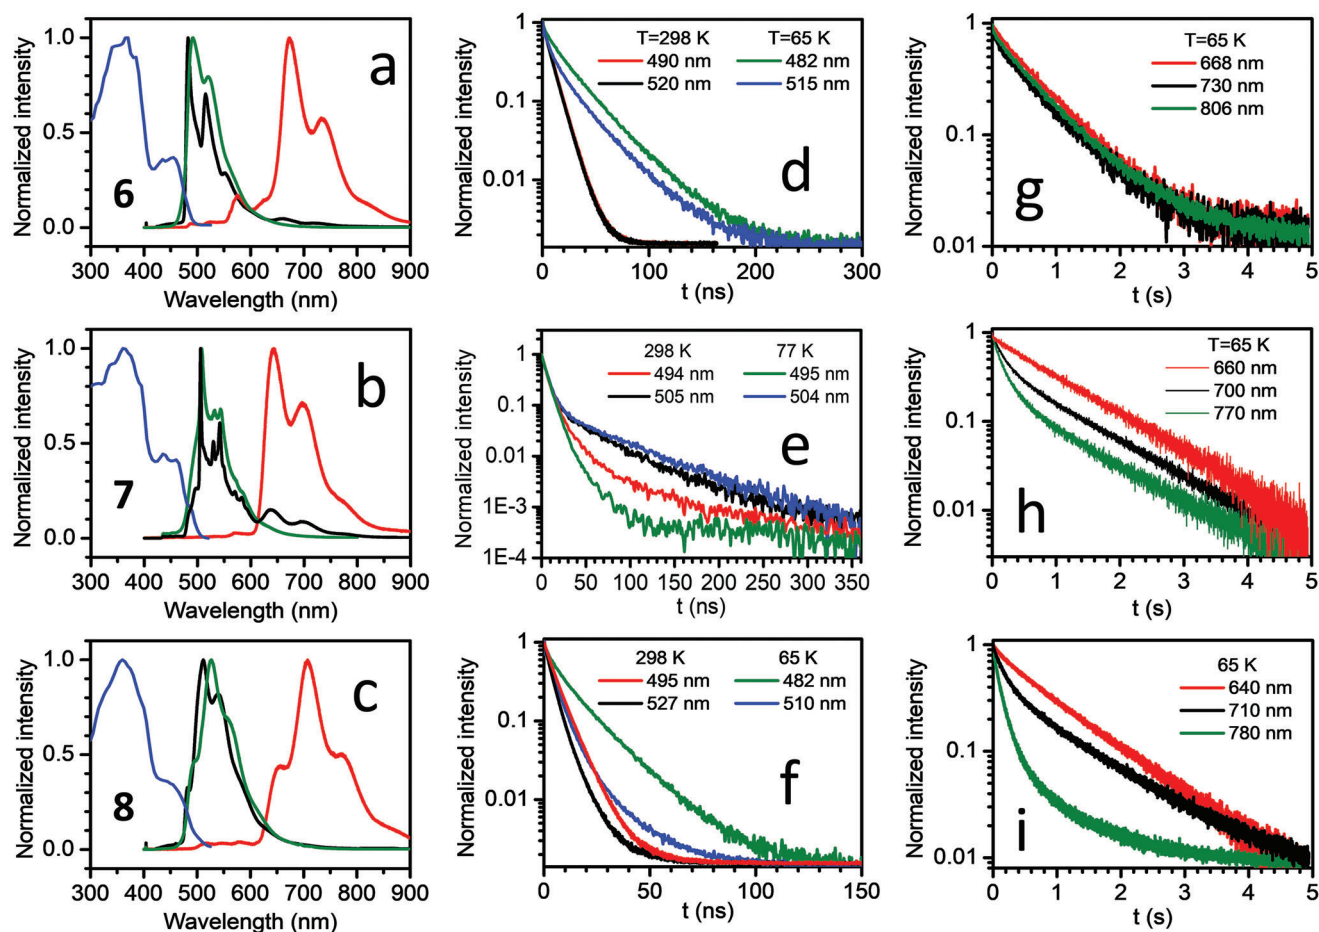 Normalized intensity
1.0
0.5
0.0
a
6
300 400 500 600 700 800 900
Wavelength (nm)
Normalized intensity
1
0.1
0.01
T=298 K T=65 K
490 nm 482 nm
520 nm 515 nm
d
0 100 200 300
t (ns)
Normalized intensity
1
0.1
0.01
T=65 K
668 nm
730 nm
806 nm
g
0 1 2 3 4 5
t (s)
Normalized intensity
1.0
0.5
0.0
b
7
300 400 500 600 700 800 900
Wavelength (nm)
Normalized intensity
1
0.1
0.01
1E-3
1E-4
298 K 77 K
494 nm 495 nm
505 nm 504 nm
e
0 50 100 150 200 250 300 350
t (ns)
Normalized intensity
1
0.1
0.01
T=65 K
660 nm
700 nm
770 nm
h
0 1 2 3 4 5
t (s)
Normalized intensity
1.0
0.5
0.0
c
8
300 400 500 600 700 800 900
Wavelength (nm)
Normalized intensity
1
0.1
0.01
298 K 65 K
495 nm 482 nm
527 nm 510 nm
f
0 50 100 150
t (ns)
Normalized intensity
1
0.1
0.01
65 K
640 nm
710 nm
780 nm
i
0 1 2 3 4 5
t (s)